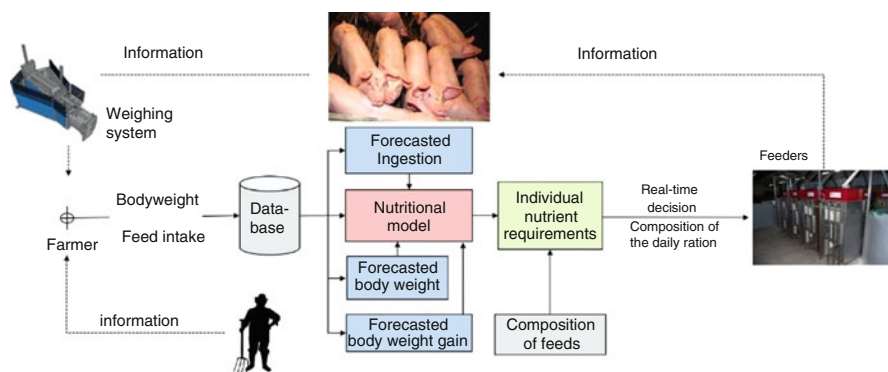 Information
Information
Weighing
system
Forecasted
Ingestion
Feeders
Bodyweight
Feed intake
Farmer
Data-
base
Nutritional
model
Individual
nutrient
requirements
Real-time
decision
Composition of
the daily ration
Forecasted
body weight
information
Forecasted
body weight gain
Composition
of feeds